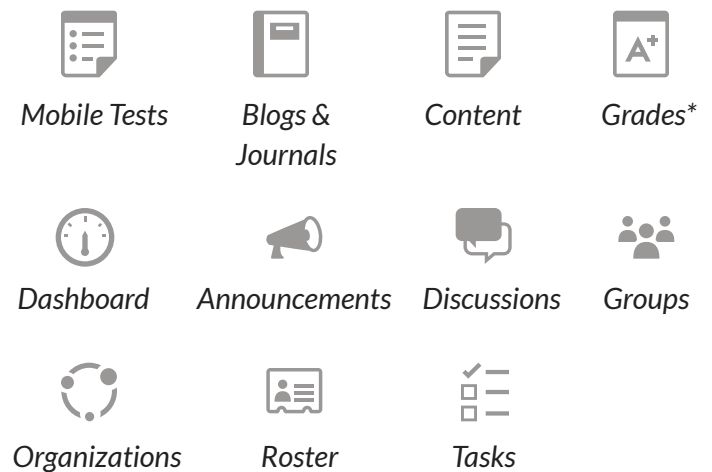 A+
Mobile Tests
Blogs &
Journals
Content
Grades*
Dashboard
Announcements
Discussions
Groups
Organizations
Roster
Tasks